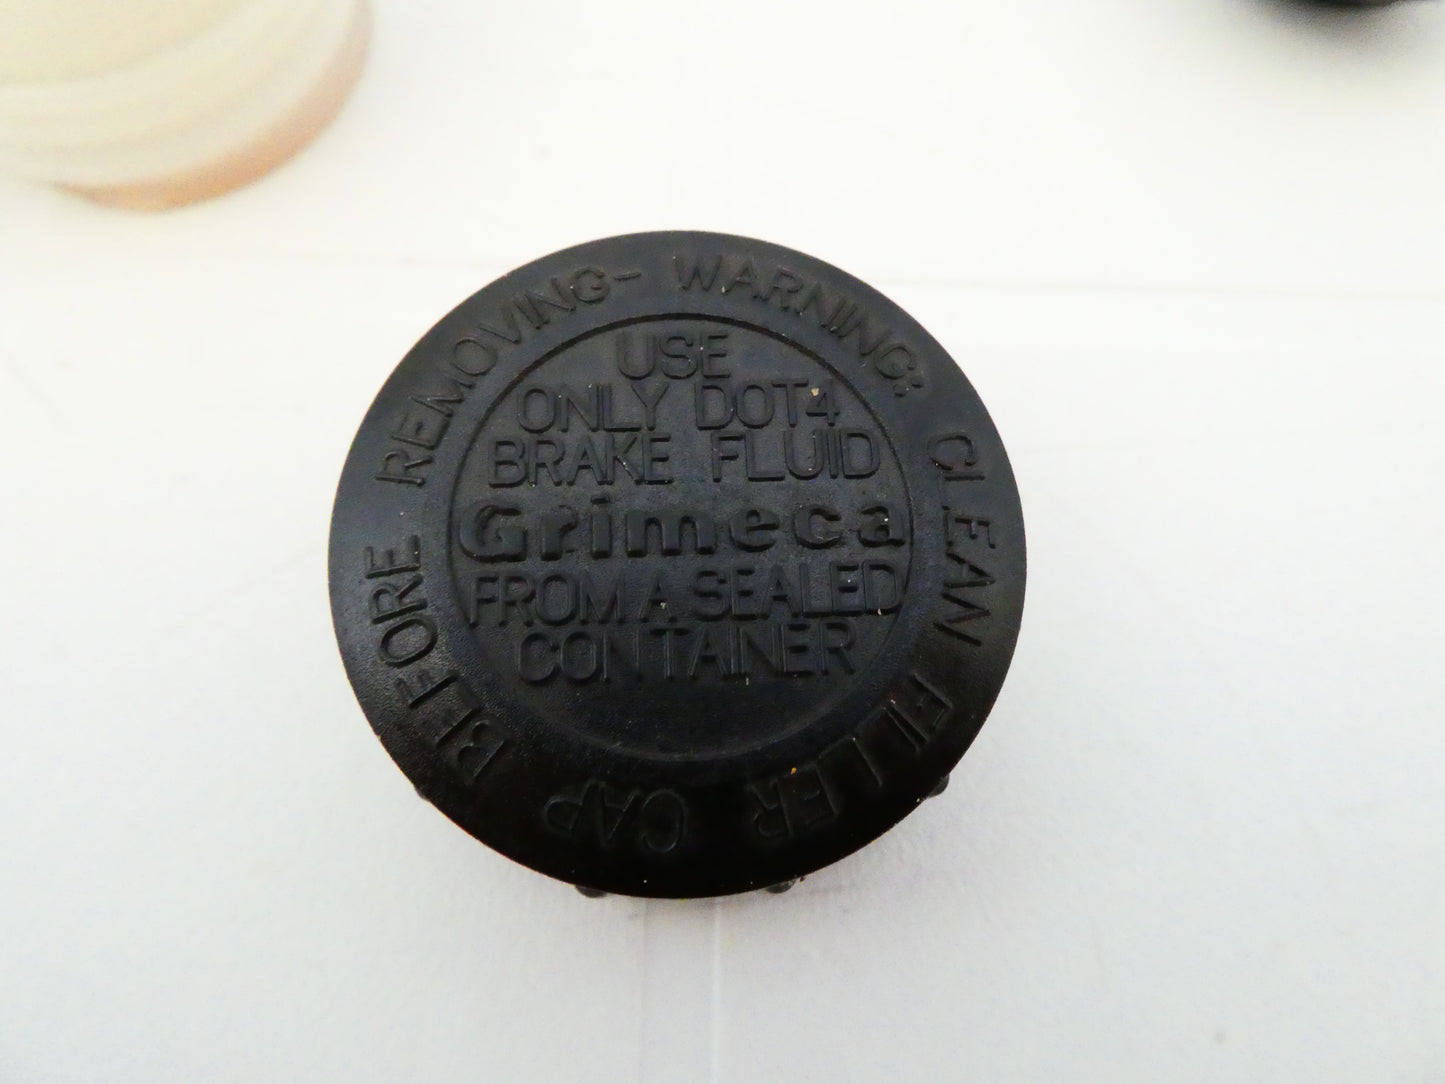 WARNING: CLEAN FILLER CAP BEFORE REMOVING-
USE
ONLY DOT4
BRAKE FLUID
Grimeca
FROM A SEALED
CONTAINER